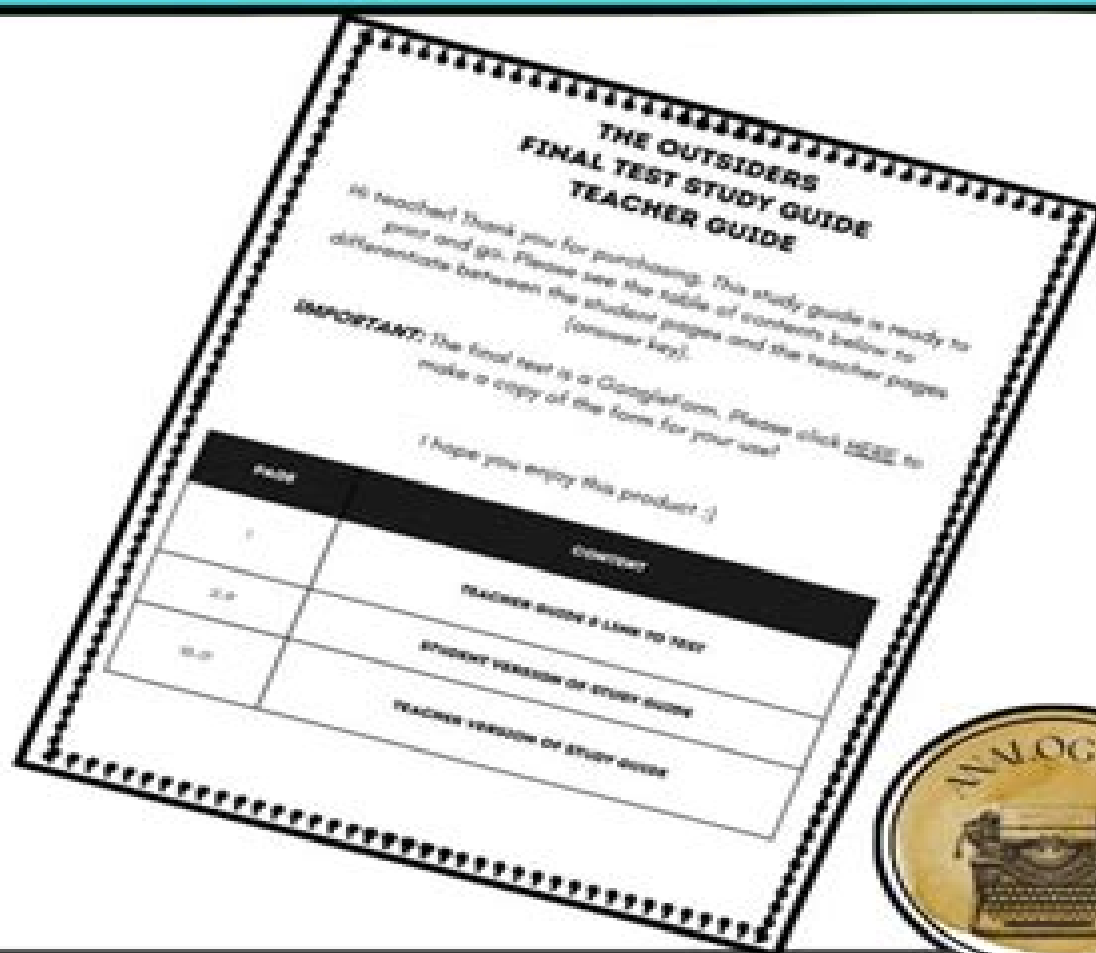 THE OUTSIDERS
FINAL TEST STUDY GUIDE
TEACHER GUIDE
Hi teacher! Thank you for purchasing. This study guide is ready to
print and go. Please see the table of contents below to
differentiate between the student pages and the teacher pages
(answer key).
IMPORTANT: The final test is a GoogleForm. Please click HERE to
make a copy of the form for your use!
I hope you enjoy this product :)
PAGE CONTENT
TEACHER GUIDE & LINK TO TEST
STUDENT VERSION OF STUDY GUIDE
TEACHER VERSION OF STUDY GUIDE
ANALOG